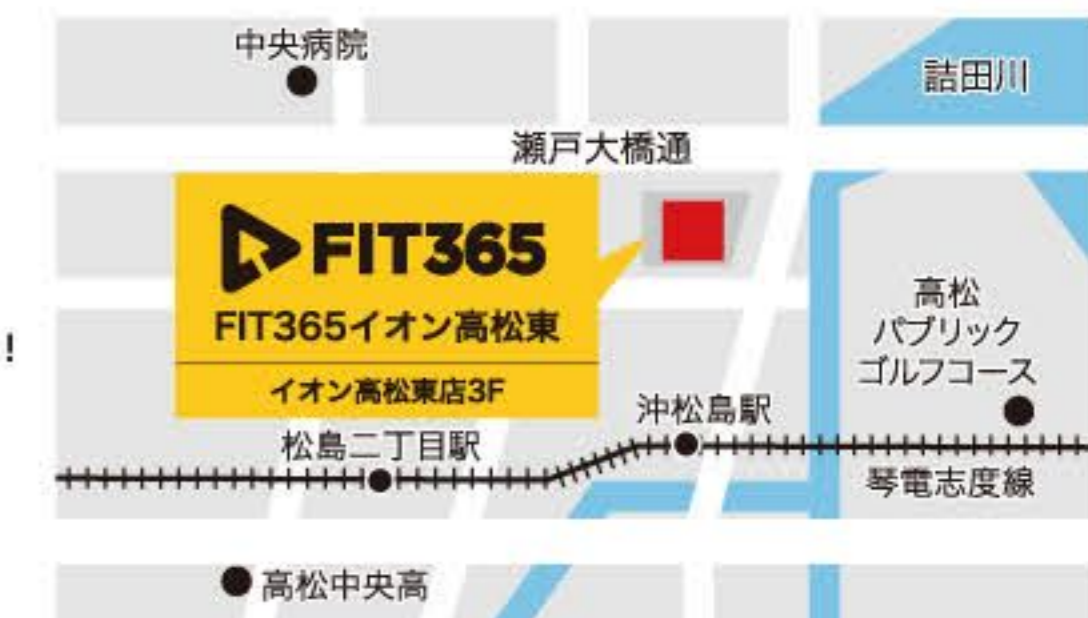 中央病院
詰田川
瀬戸大橋通
FIT365
FIT365イオン高松東
イオン高松東店3F
!
高松
パブリック
ゴルフコース
沖松島駅
松島二丁目駅
琴電志度線
高松中央高